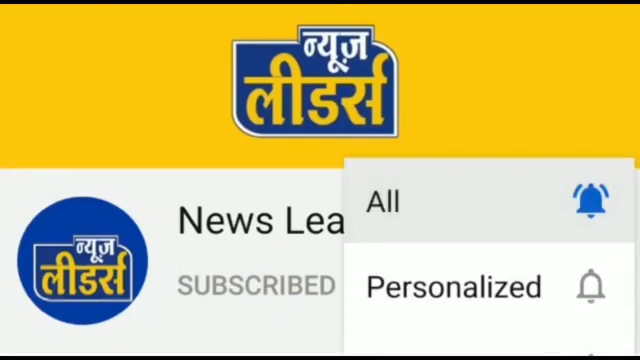 न्यूज़
लीडर्स
न्यूज़
लीडर्स
News Lea
SUBSCRIBED
All
Personalized